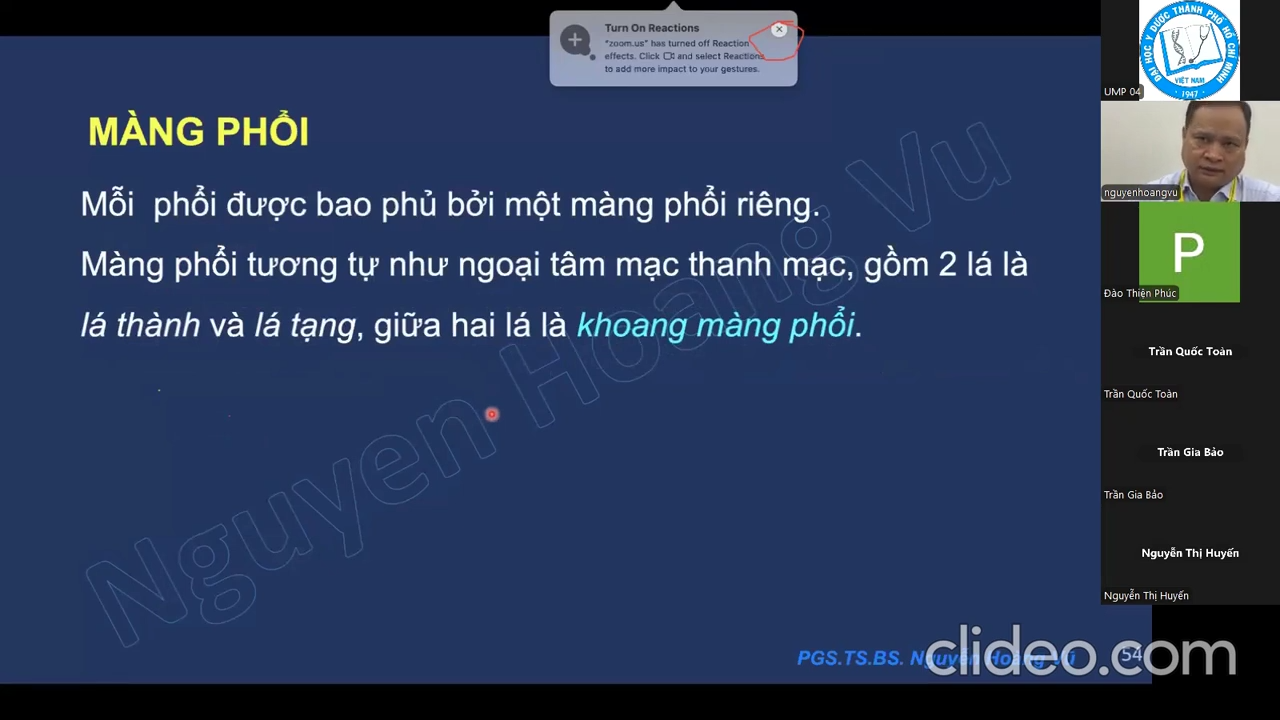 Turn On Reactions
“zoom.us” has turned off Reaction
effects. Click and select Reactions
to add more impact to your gestures.
MÀNG PHỔI
Mỗi phổi được bao phủ bởi một màng phổi riêng.
Màng phổi tương tự như ngoại tâm mạc thanh mạc, gồm 2 lá là
lá thành và lá tạng, giữa hai lá là khoang màng phổi.
Nguyen Hoang Vu
PGS.TS.BS. Nguyễn Hoàng Vũ
54
clideo.com
ĐẠI HỌC Y DƯỢC THÀNH PHỐ HỒ CHÍ MINH
VIỆT NAM
1947
UMP 04
nguyenhoangvu
P
Đào Thiện Phúc
Trần Quốc Toàn
Trần Quốc Toàn
Trần Gia Bảo
Trần Gia Bảo
Nguyễn Thị Huyến
Nguyễn Thị Huyến